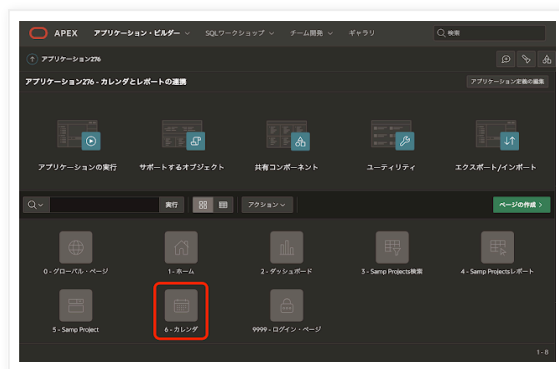 APEX アプリケーション・ビルダー SQLワークショップ チーム開発 ギャラリ 検索
アプリケーション276
アプリケーション276 - カレンダとレポートの連携 アプリケーション定義の編集
アプリケーションの実行 サポートするオブジェクト 共有コンポーネント ユーティリティ エクスポート/インポート
実行 アクション ページの作成
0 - グローバル・ページ 1 - ホーム 2 - ダッシュボード 3 - Samp Projects検索 4 - Samp Projectsレポート
5 - Samp Project 6 - カレンダ 9999 - ログイン・ページ
1 - 8